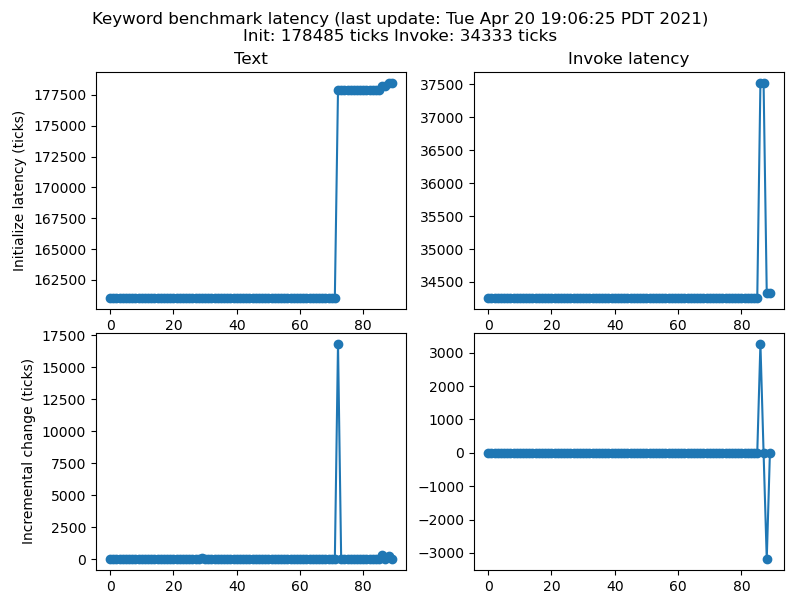 Keyword benchmark latency (last update: Tue Apr 20 19:06:25 PDT 2021)
Init: 178485 ticks Invoke: 34333 ticks
Text
Invoke latency
Initialize latency (ticks)
177500
175000
172500
170000
167500
165000
162500
0 20 40 60 80
37500
37000
36500
36000
35500
35000
34500
0 20 40 60 80
Incremental change (ticks)
17500
15000
12500
10000
7500
5000
2500
0
0 20 40 60 80
3000
2000
1000
0
−1000
−2000
−3000
0 20 40 60 80